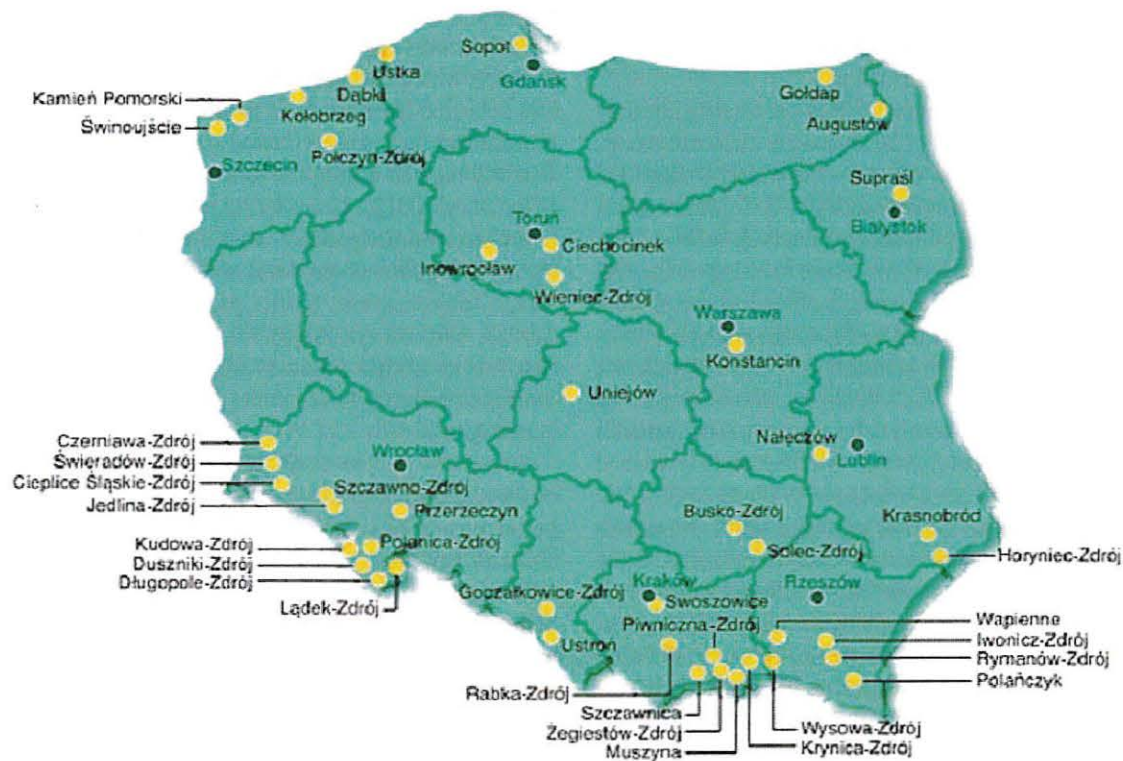 Sopot
Ustka
Gdańsk
Dąbki
Gołdap
Kamień Pomorski
Kołobrzeg
Augustów
Świnoujście
Połczyn-Zdrój
Szczecin
Supraśl
Toruń
Białystok
Ciechocinek
Inowrocław
Wieniec-Zdrój
Warszawa
Konstancin
Uniejów
Czerniawa-Zdrój
Nałęczów
Wrocław
Lublin
Świeradów-Zdrój
Cieplice Śląskie-Zdrój
Szczawno-Zdrój
Jedlina-Zdrój
Przerzeczyn
Busko-Zdrój
Krasnobród
Kudowa-Zdrój
Polanica-Zdrój
Solec-Zdrój
Horyniec-Zdrój
Duszniki-Zdrój
Długopole-Zdrój
Lądek-Zdrój
Goczałkowice-Zdrój
Kraków
Rzeszów
Swoszowice
Wapienne
Piwniczna-Zdrój
Ustroń
Iwonicz-Zdrój
Rymanów-Zdrój
Polańczyk
Rabka-Zdrój
Szczawnica
Żegiestów-Zdrój
Wysowa-Zdrój
Muszyna
Krynica-Zdrój